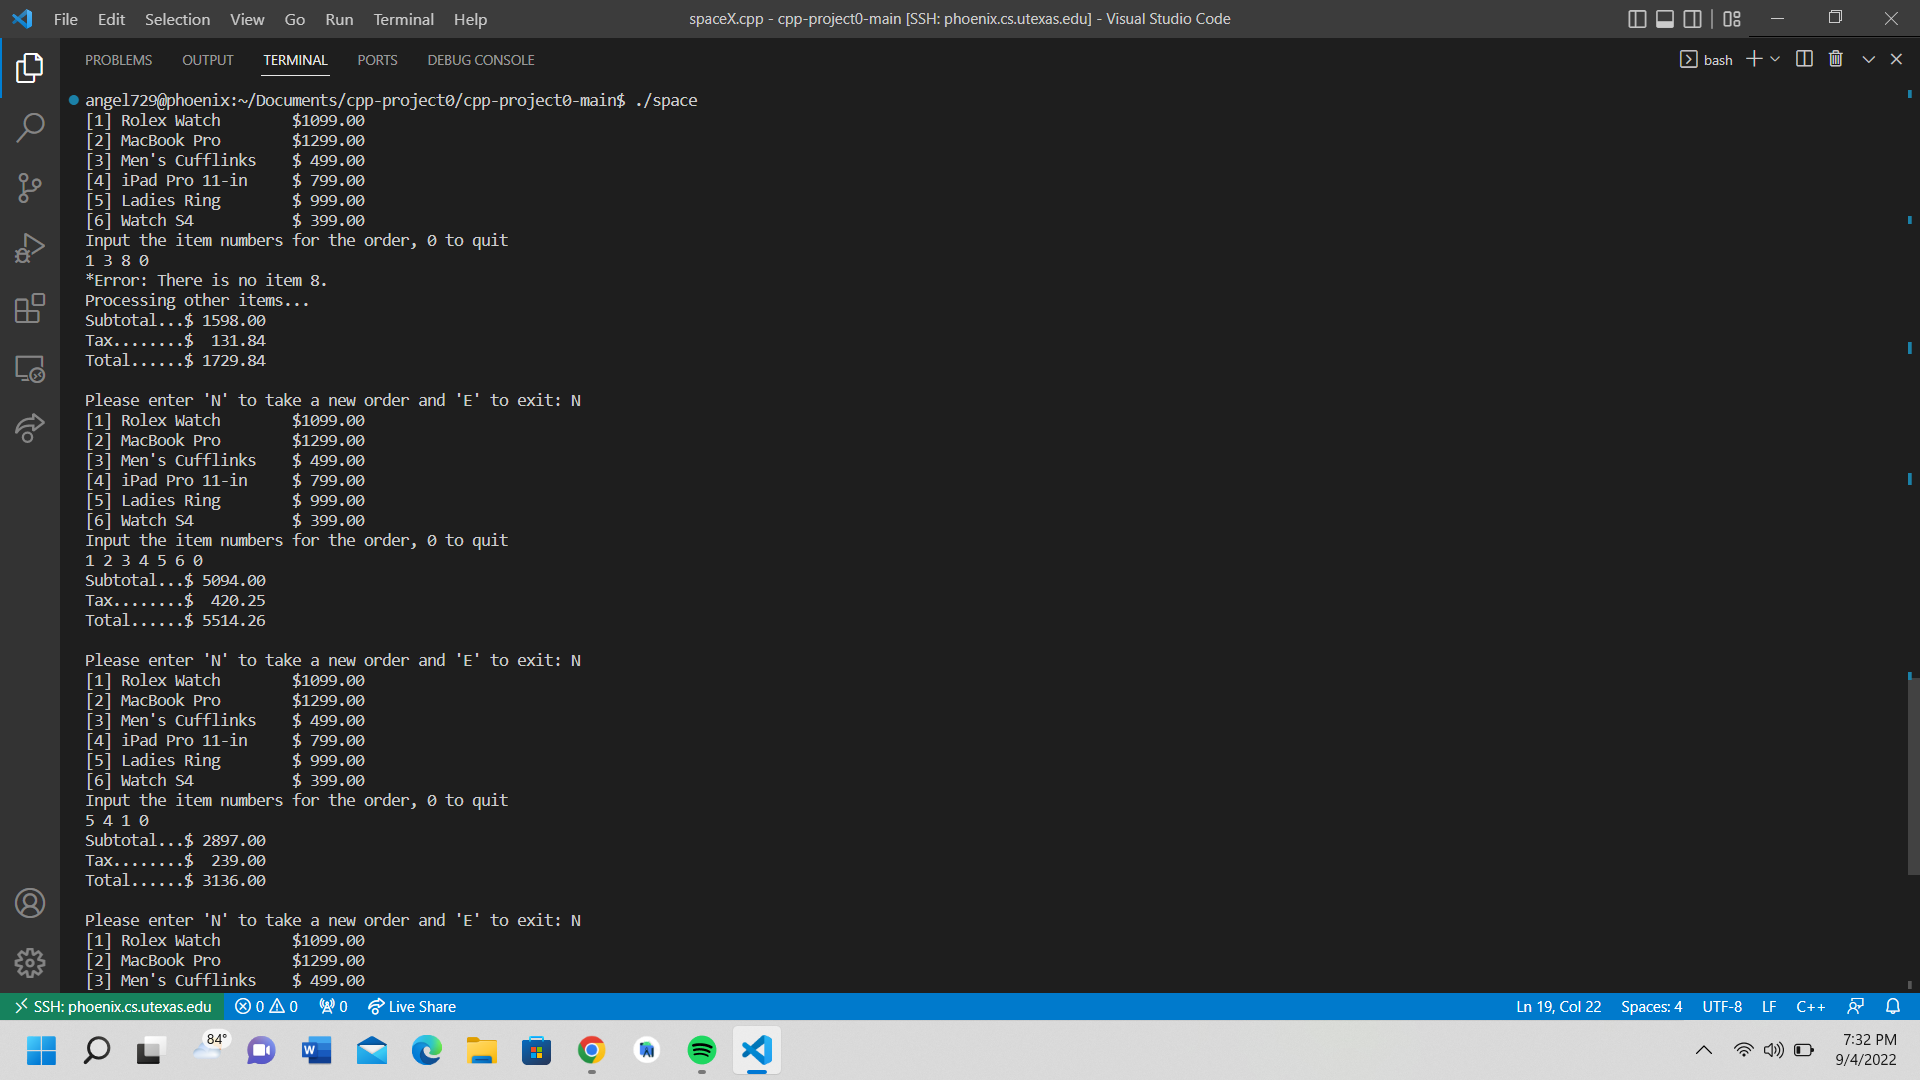 File Edit Selection View Go Run Terminal Help spaceX.cpp - cpp-project0-main [SSH: phoenix.cs.utexas.edu] - Visual Studio Code
PROBLEMS OUTPUT TERMINAL PORTS DEBUG CONSOLE bash
angel729@phoenix:~/Documents/cpp-project0/cpp-project0-main$ ./space
[1] Rolex Watch $1099.00
[2] MacBook Pro $1299.00
[3] Men's Cufflinks $ 499.00
[4] iPad Pro 11-in $ 799.00
[5] Ladies Ring $ 999.00
[6] Watch S4 $ 399.00
Input the item numbers for the order, 0 to quit
1 3 8 0
*Error: There is no item 8.
Processing other items...
Subtotal...$ 1598.00
Tax........$  131.84
Total......$ 1729.84
Please enter 'N' to take a new order and 'E' to exit: N
[1] Rolex Watch $1099.00
[2] MacBook Pro $1299.00
[3] Men's Cufflinks $ 499.00
[4] iPad Pro 11-in $ 799.00
[5] Ladies Ring $ 999.00
[6] Watch S4 $ 399.00
Input the item numbers for the order, 0 to quit
1 2 3 4 5 6 0
Subtotal...$ 5094.00
Tax........$  420.25
Total......$ 5514.26
Please enter 'N' to take a new order and 'E' to exit: N
[1] Rolex Watch $1099.00
[2] MacBook Pro $1299.00
[3] Men's Cufflinks $ 499.00
[4] iPad Pro 11-in $ 799.00
[5] Ladies Ring $ 999.00
[6] Watch S4 $ 399.00
Input the item numbers for the order, 0 to quit
5 4 1 0
Subtotal...$ 2897.00
Tax........$  239.00
Total......$ 3136.00
Please enter 'N' to take a new order and 'E' to exit: N
[1] Rolex Watch $1099.00
[2] MacBook Pro $1299.00
[3] Men's Cufflinks $ 499.00
SSH: phoenix.cs.utexas.edu 0 0 0 Live Share Ln 19, Col 22 Spaces: 4 UTF-8 LF C++
84°
7:32 PM
9/4/2022